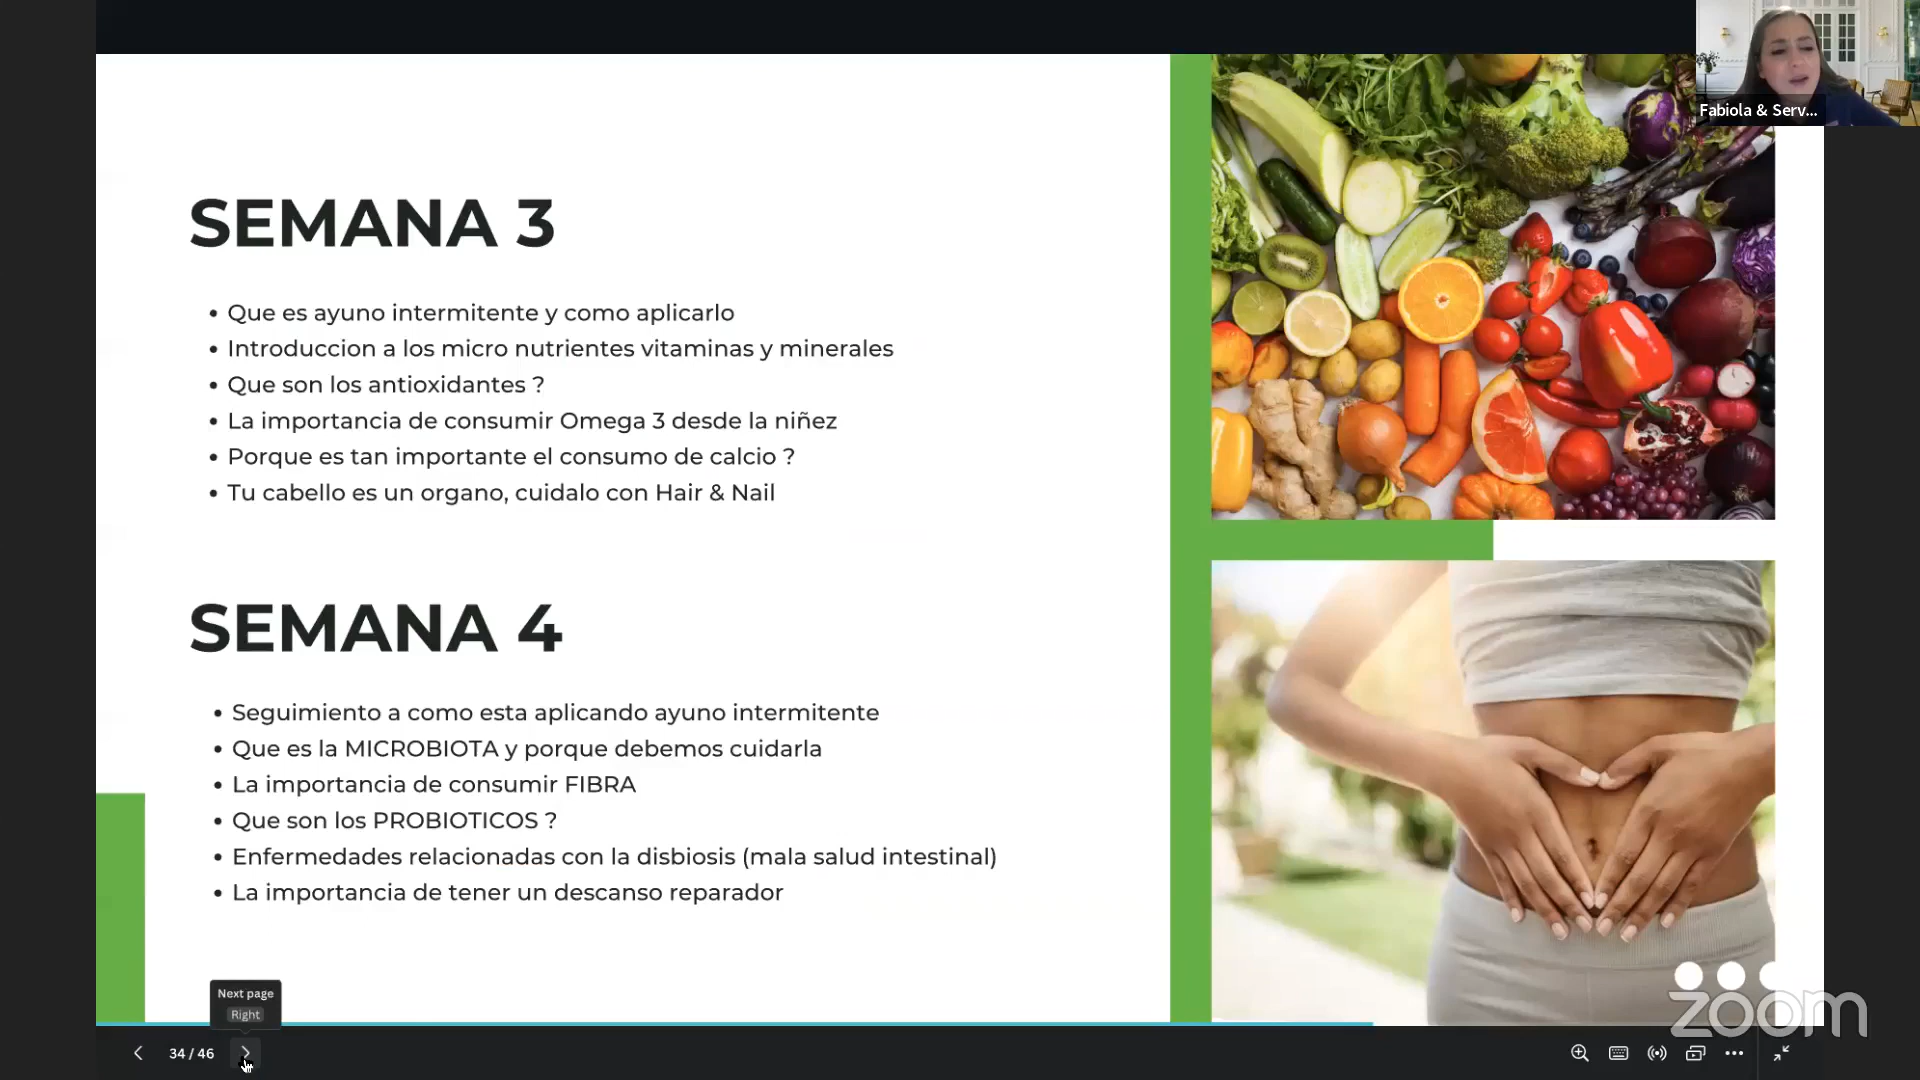 Fabiola & Serv...
SEMANA 3
• Que es ayuno intermitente y como aplicarlo
• Introduccion a los micro nutrientes vitaminas y minerales
• Que son los antioxidantes ?
• La importancia de consumir Omega 3 desde la niñez
• Porque es tan importante el consumo de calcio ?
• Tu cabello es un organo, cuidalo con Hair & Nail
SEMANA 4
• Seguimiento a como esta aplicando ayuno intermitente
• Que es la MICROBIOTA y porque debemos cuidarla
• La importancia de consumir FIBRA
• Que son los PROBIOTICOS ?
• Enfermedades relacionadas con la disbiosis (mala salud intestinal)
• La importancia de tener un descanso reparador
Next page
Right
34 / 46
zoom